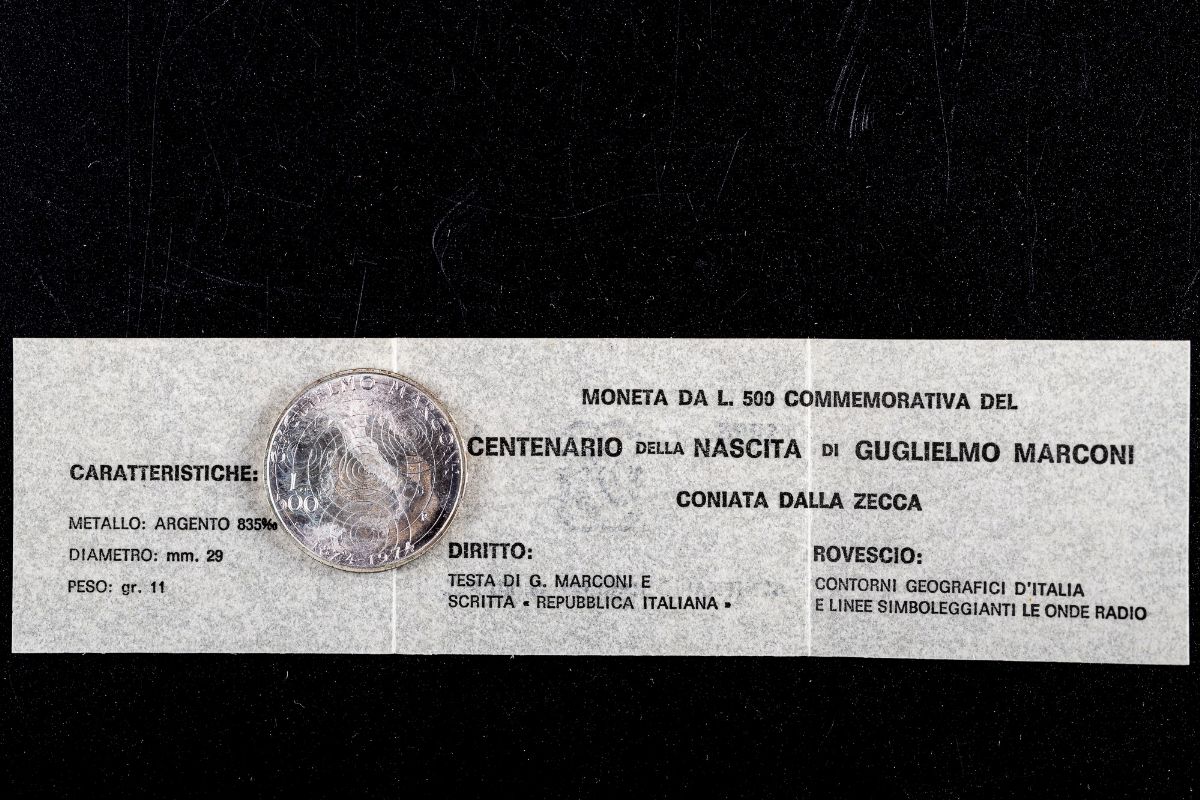 MONETA DA L. 500 COMMEMORATIVA DEL
CENTENARIO DELLA NASCITA DI GUGLIELMO MARCONI
CONIATA DALLA ZECCA
CARATTERISTICHE:
METALLO: ARGENTO 835‰
DIAMETRO: mm. 29
PESO: gr. 11
DIRITTO:
TESTA DI G. MARCONI E
SCRITTA « REPUBBLICA ITALIANA »
ROVESCIO:
CONTORNI GEOGRAFICI D'ITALIA
E LINEE SIMBOLEGGIANTI LE ONDE RADIO